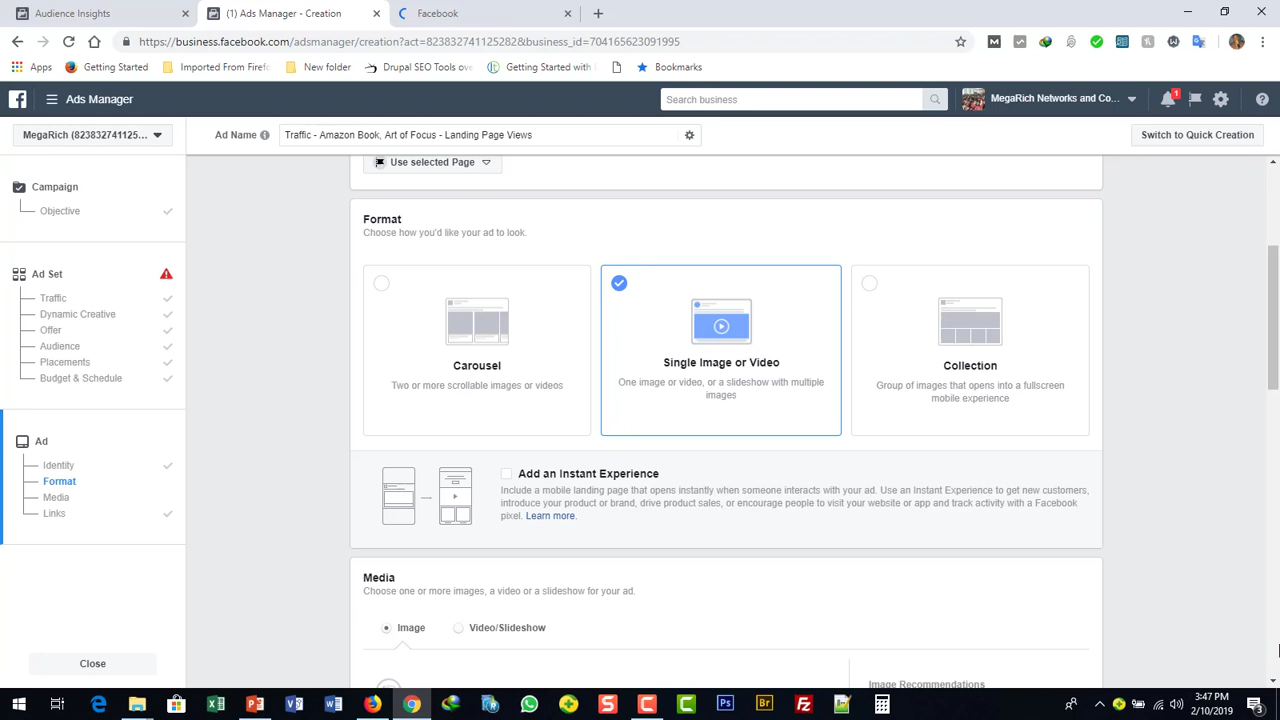 Audience Insights
(1) Ads Manager - Creation
Facebook
https://business.facebook.com/adsmanager/creation?act=823832741125282&business_id=704165623091995
Apps
Getting Started
Imported From Firef
New folder
Drupal SEO Tools ove
Getting Started with
Bookmarks
Ads Manager
Search business
MegaRich Networks and Co...
1
MegaRich (823832741125...
Ad Name
Traffic - Amazon Book, Art of Focus - Landing Page Views
Switch to Quick Creation
Use selected Page
Campaign
Objective
Ad Set
Traffic
Dynamic Creative
Offer
Audience
Placements
Budget & Schedule
Ad
Identity
Format
Media
Links
Close
Format
Choose how you'd like your ad to look.
Carousel
Two or more scrollable images or videos
Single Image or Video
One image or video, or a slideshow with multiple
images
Collection
Group of images that opens into a fullscreen
mobile experience
Add an Instant Experience
Include a mobile landing page that opens instantly when someone interacts with your ad. Use an Instant Experience to get new customers,
introduce your product or brand, drive product sales, or encourage people to visit your website or app and track activity with a Facebook
pixel. Learn more.
Media
Choose one or more images, a video or a slideshow for your ad.
Image
Video/Slideshow
Image Recommendations
3:47 PM
2/10/2019